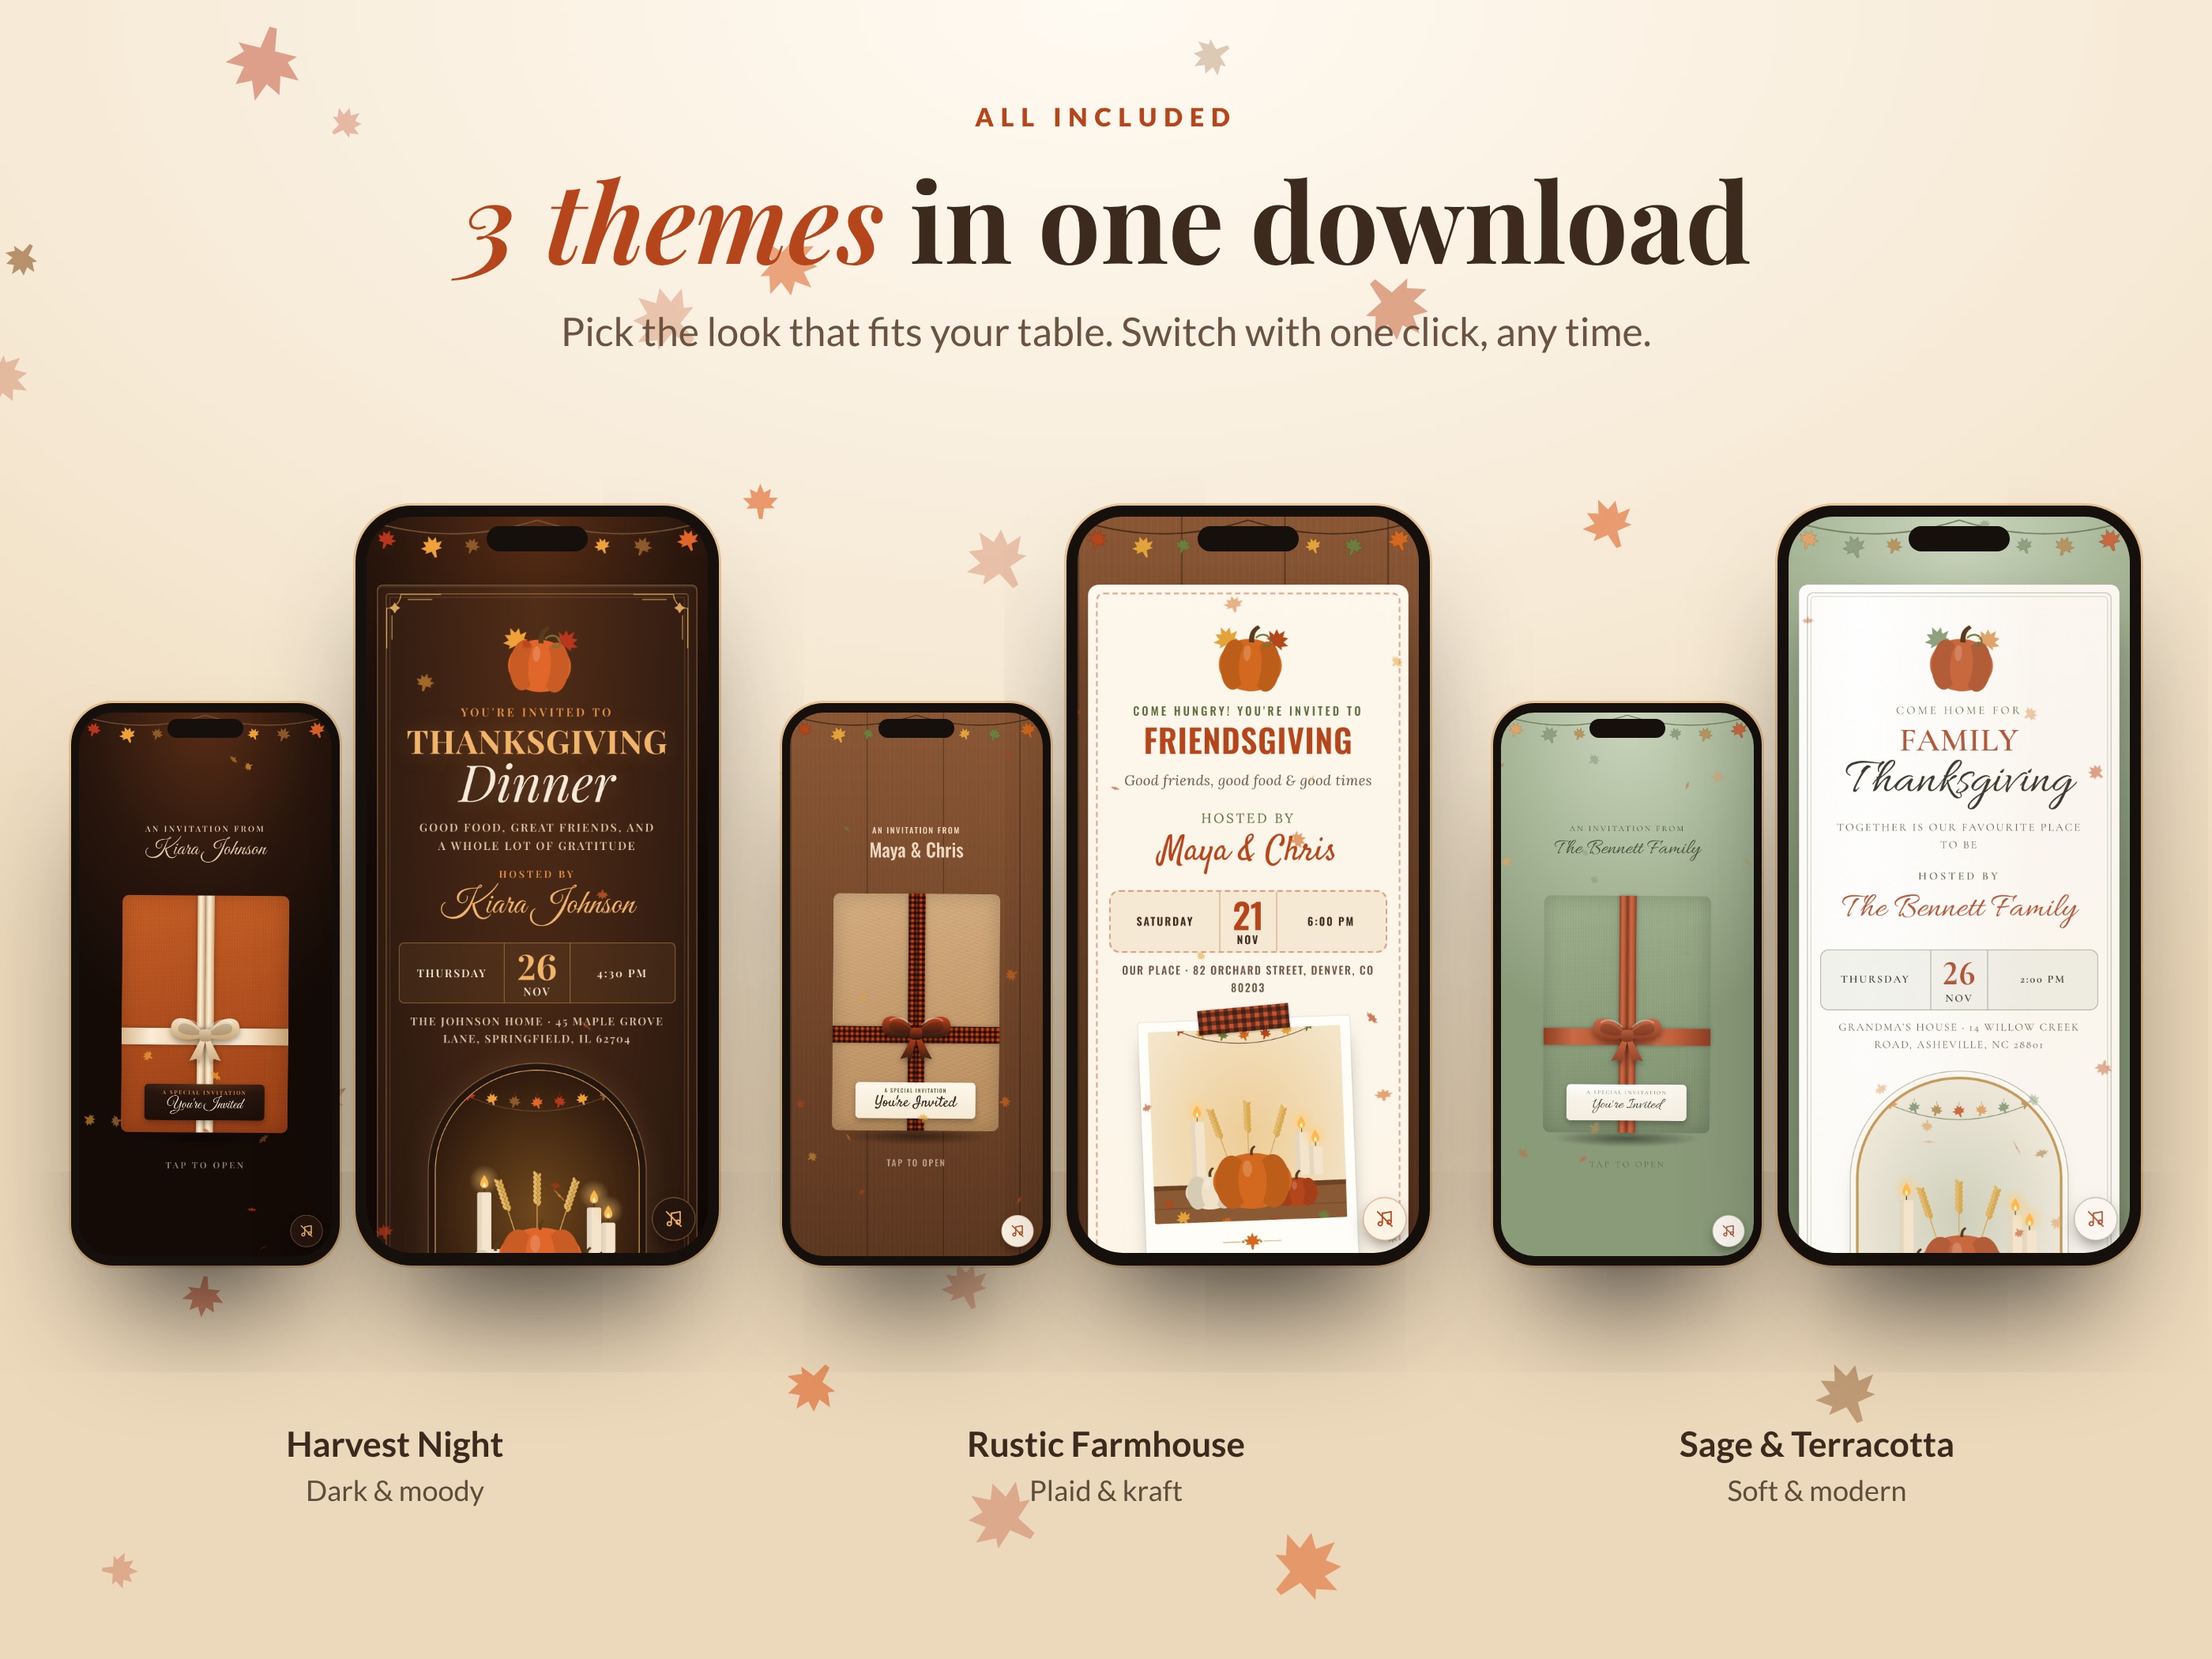 ALL INCLUDED
3 themes in one download
Pick the look that fits your table. Switch with one click, any time.
AN INVITATION FROM
Kiara Johnson
A SPECIAL INVITATION
You're Invited
TAP TO OPEN
YOU'RE INVITED TO
THANKSGIVING
Dinner
GOOD FOOD, GREAT FRIENDS, AND
A WHOLE LOT OF GRATITUDE
HOSTED BY
Kiara Johnson
THURSDAY
26
NOV
4:30 PM
THE JOHNSON HOME · 45 MAPLE GROVE
LANE, SPRINGFIELD, IL 62704
AN INVITATION FROM
Maya & Chris
A SPECIAL INVITATION
You're Invited
TAP TO OPEN
COME HUNGRY! YOU'RE INVITED TO
FRIENDSGIVING
Good friends, good food & good times
HOSTED BY
Maya & Chris
SATURDAY
21
NOV
6:00 PM
OUR PLACE · 82 ORCHARD STREET, DENVER, CO
80203
AN INVITATION FROM
The Bennett Family
A SPECIAL INVITATION
You're Invited
TAP TO OPEN
COME HOME FOR
FAMILY
Thanksgiving
TOGETHER IS OUR FAVOURITE PLACE
TO BE
HOSTED BY
The Bennett Family
THURSDAY
26
NOV
2:00 PM
GRANDMA'S HOUSE · 14 WILLOW CREEK
ROAD, ASHEVILLE, NC 28801
Harvest Night
Dark & moody
Rustic Farmhouse
Plaid & kraft
Sage & Terracotta
Soft & modern